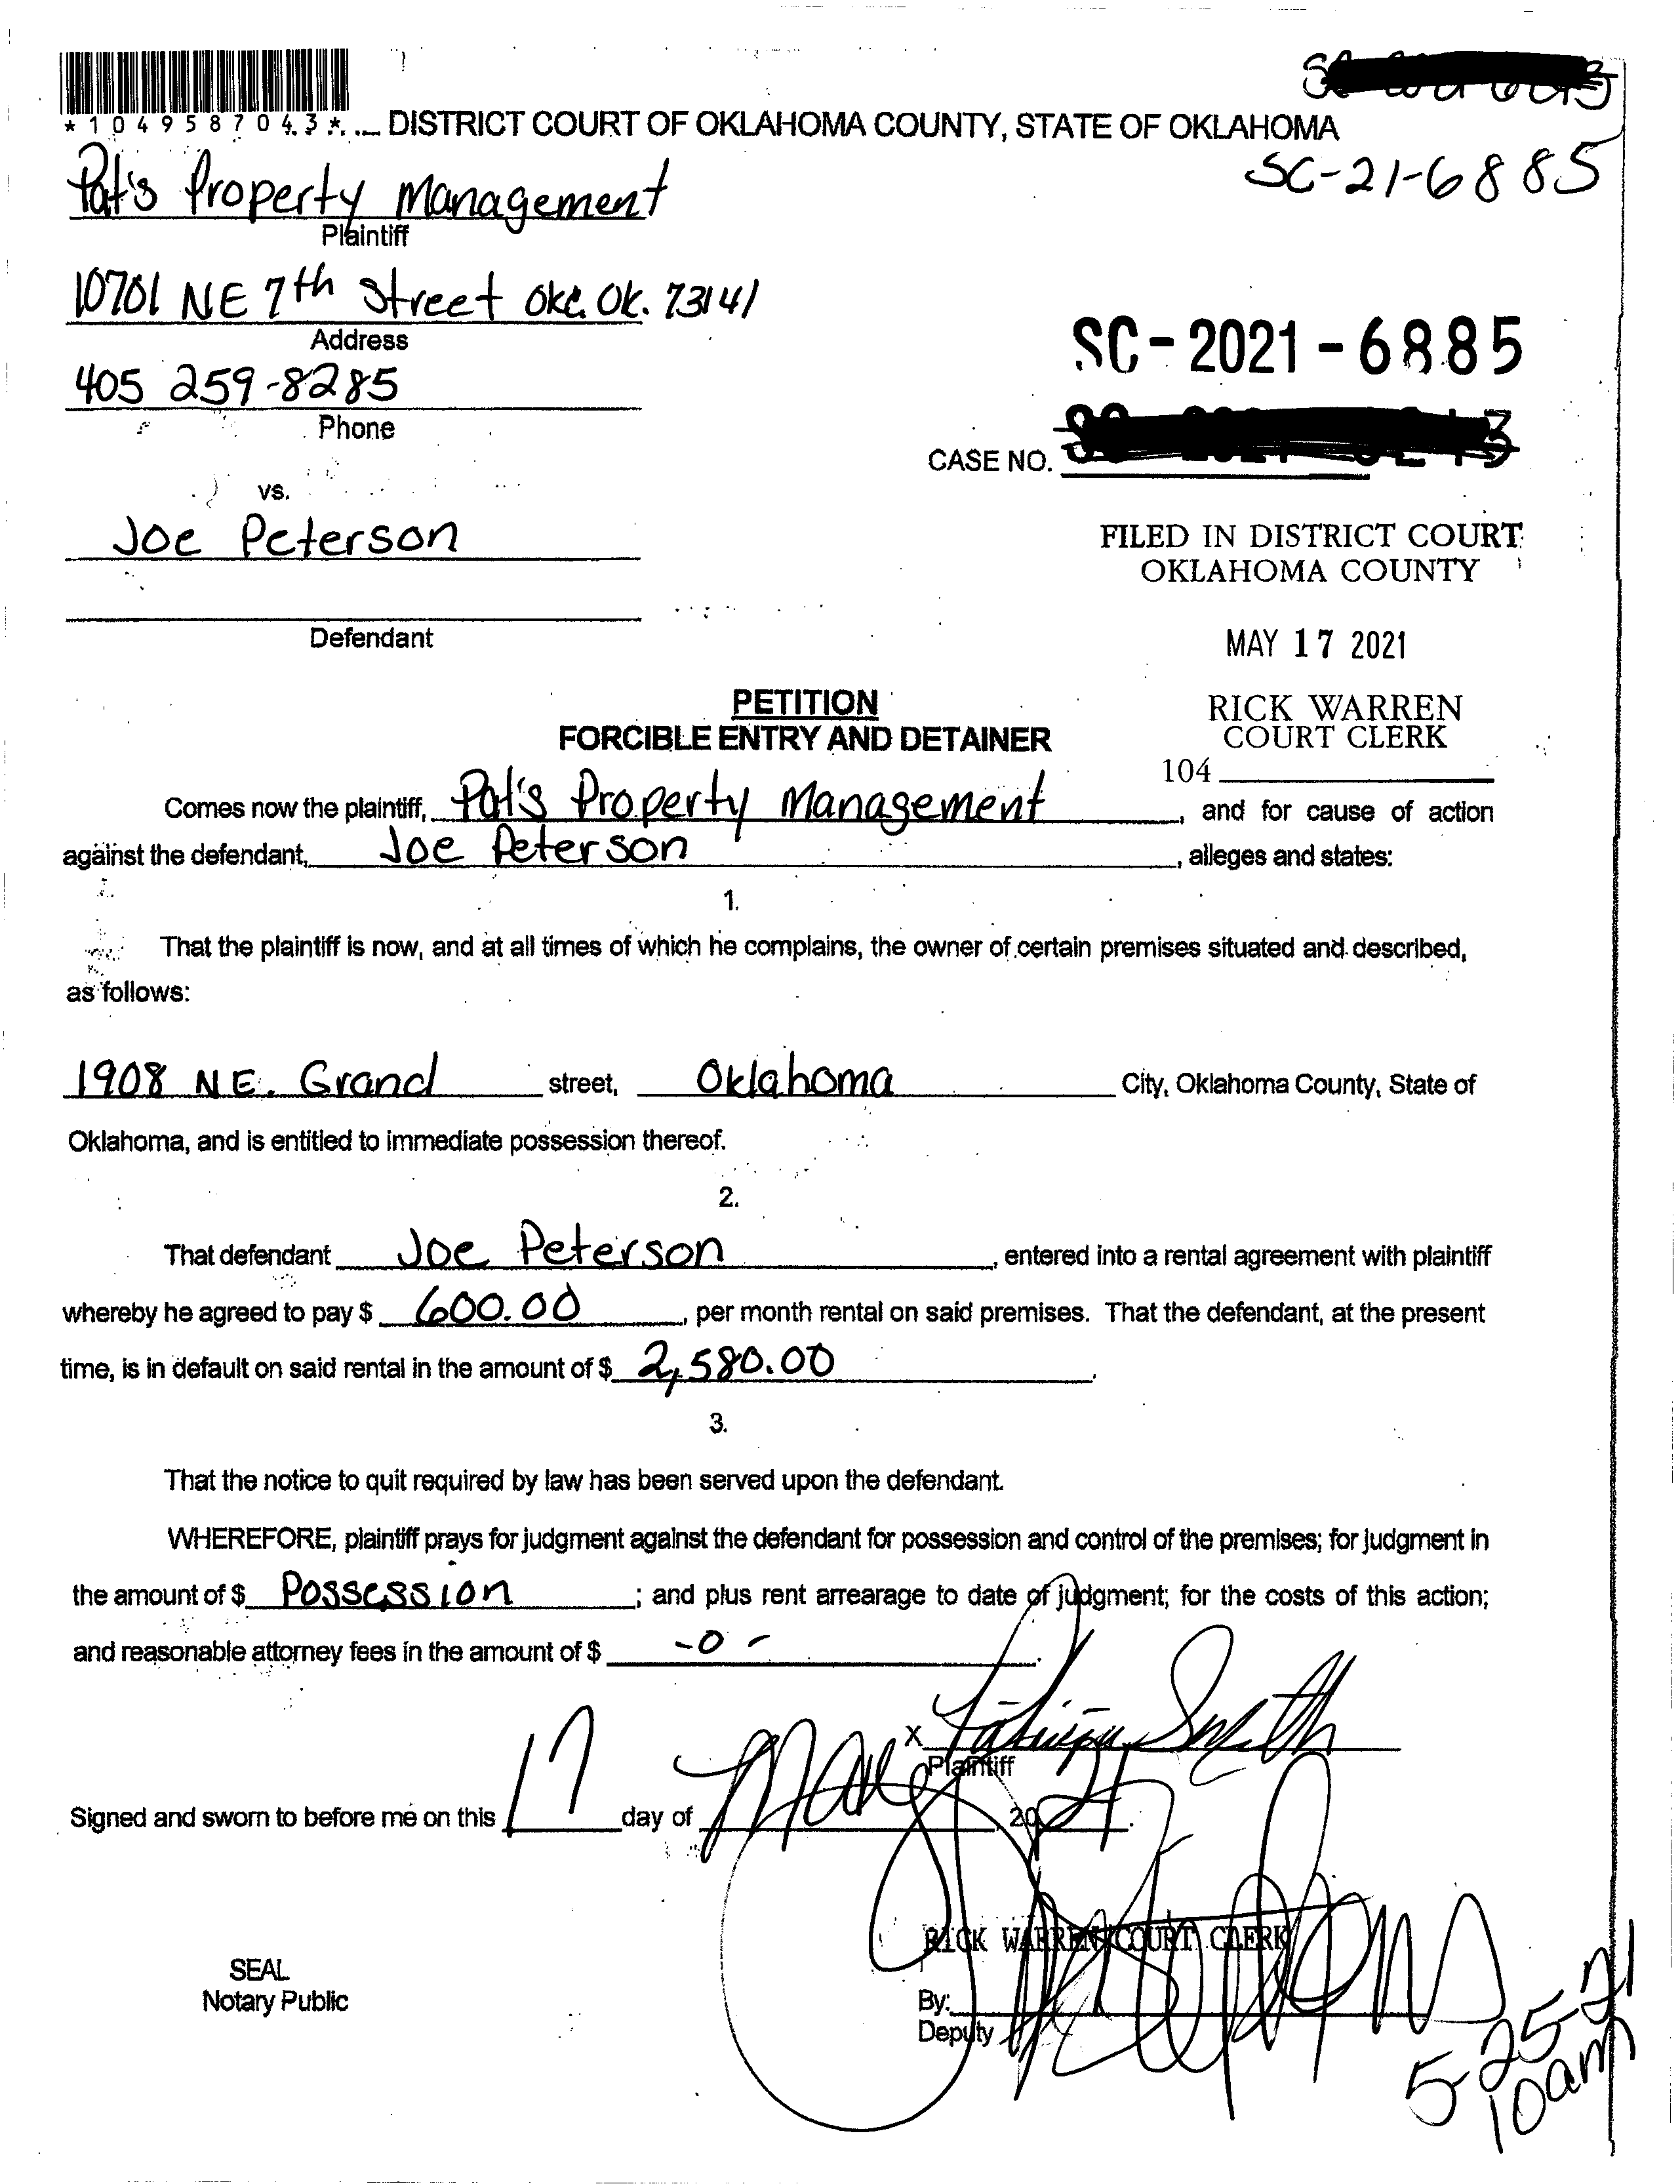 *1049587043* DISTRICT COURT OF OKLAHOMA COUNTY, STATE OF OKLAHOMA
SC-21-6885
Pat's Property Management
Plaintiff
10701 NE 7th Street Okc. Ok. 73141
Address
SC-2021-6885
405 259-8285
Phone
CASE NO.
vs.
Joe Peterson
FILED IN DISTRICT COURT
OKLAHOMA COUNTY
Defendant
MAY 17 2021
PETITION
FORCIBLE ENTRY AND DETAINER
RICK WARREN
COURT CLERK
104
Comes now the plaintiff, Pat's Property Management, and for cause of action
against the defendant, Joe Peterson, alleges and states:
1.
That the plaintiff is now, and at all times of which he complains, the owner of certain premises situated and described,
as follows:
1908 N.E. Grand street, Oklahoma City, Oklahoma County, State of
Oklahoma, and is entitled to immediate possession thereof.
2.
That defendant Joe Peterson, entered into a rental agreement with plaintiff
whereby he agreed to pay $ 600.00, per month rental on said premises. That the defendant, at the present
time, is in default on said rental in the amount of $ 2,580.00.
3.
That the notice to quit required by law has been served upon the defendant.
WHEREFORE, plaintiff prays for judgment against the defendant for possession and control of the premises; for judgment in
the amount of $ Possession; and plus rent arrearage to date of judgment; for the costs of this action;
and reasonable attorney fees in the amount of $ -0-.
X Patricia Smith
Plaintiff
Signed and sworn to before me on this 17 day of May, 2021.
RICK WARREN COURT CLERK
SEAL
Notary Public
By:
Deputy
5-25-21
10am